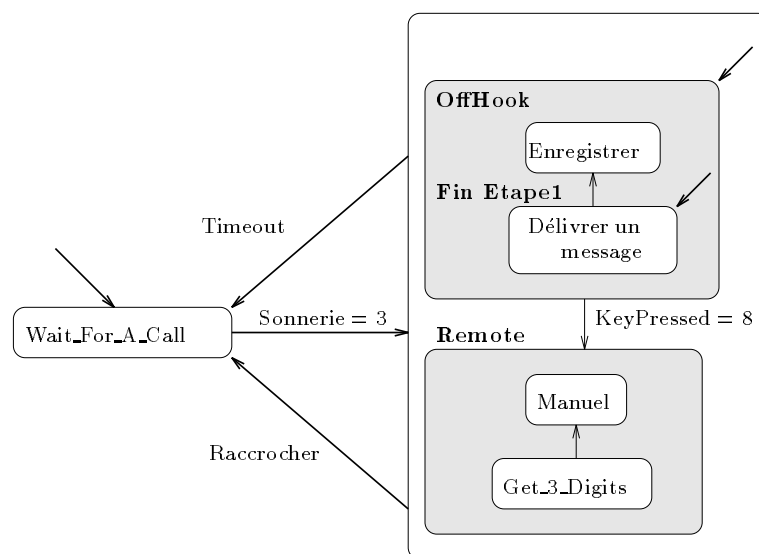 OffHook
Enregistrer
Fin Etape1
Délivrer un
message
Timeout
Sonnerie = 3
Wait_For_A_Call
KeyPressed = 8
Remote
Manuel
Raccrocher
Get_3_Digits